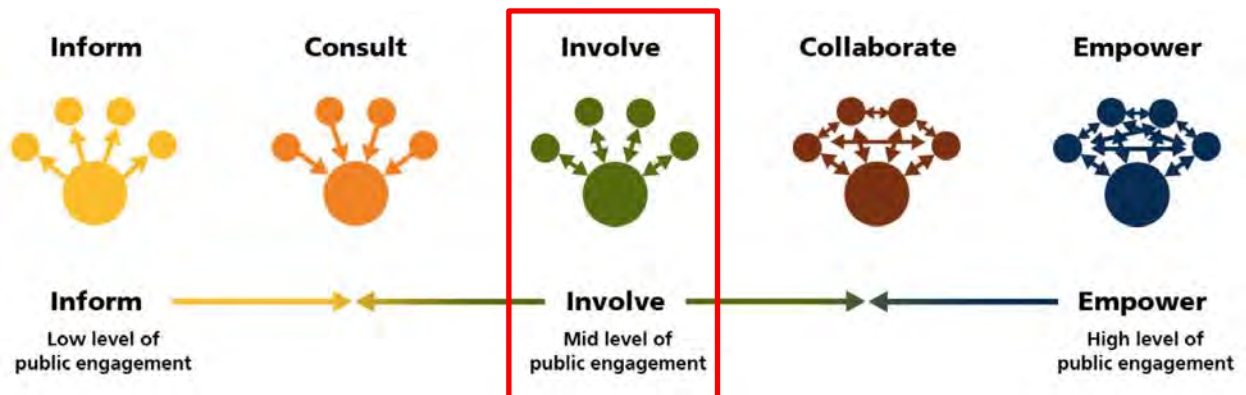 Inform
Consult
Involve
Collaborate
Empower
Inform
Involve
Empower
Low level of
public engagement
Mid level of
public engagement
High level of
public engagement